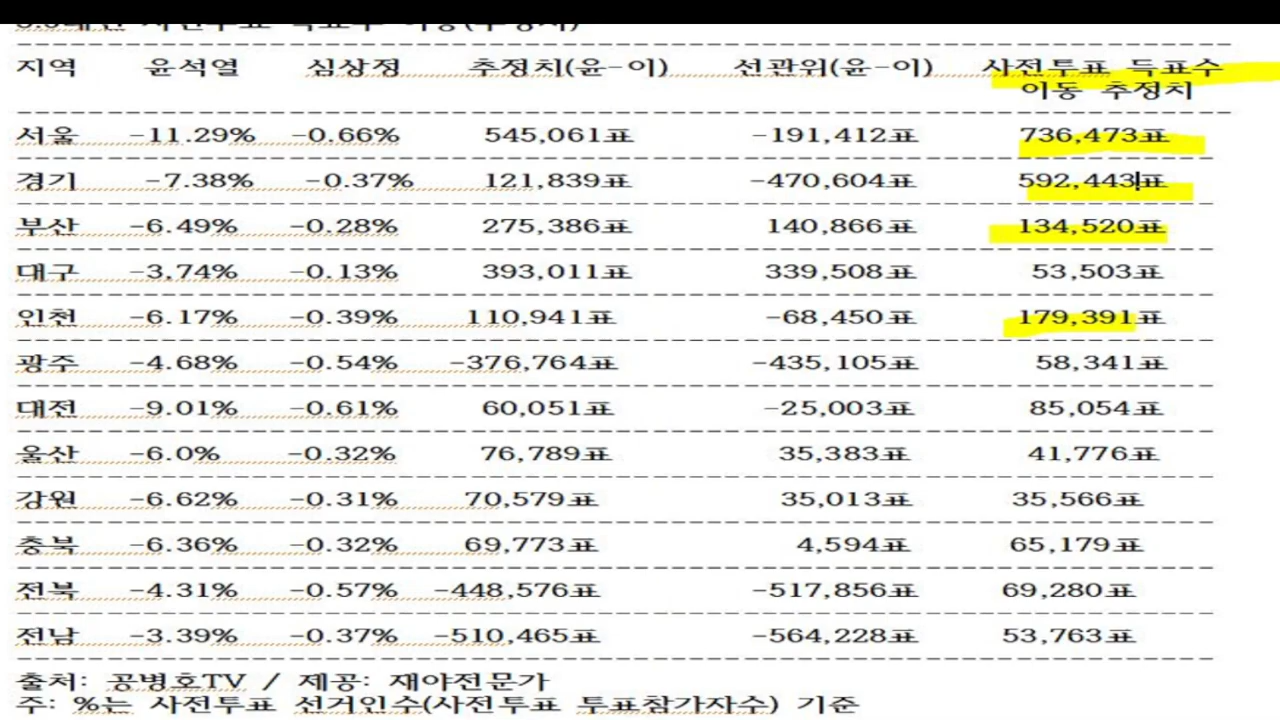 지역 윤석열 심상정 추정치(윤-이) 선관위(윤-이) 사전투표 득표수
이동 추정치
서울 -11.29% -0.66% 545,061표 -191,412표 736,473표
경기 -7.38% -0.37% 121,839표 -470,604표 592,443표
부산 -6.49% -0.28% 275,386표 140,866표 134,520표
대구 -3.74% -0.13% 393,011표 339,508표 53,503표
인천 -6.17% -0.39% 110,941표 -68,450표 179,391표
광주 -4.68% -0.54% -376,764표 -435,105표 58,341표
대전 -9.01% -0.61% 60,051표 -25,003표 85,054표
울산 -6.0% -0.32% 76,789표 35,383표 41,776표
강원 -6.62% -0.31% 70,579표 35,013표 35,566표
충북 -6.36% -0.32% 69,773표 4,594표 65,179표
전북 -4.31% -0.57% -448,576표 -517,856표 69,280표
전남 -3.39% -0.37% -510,465표 -564,228표 53,763표
출처: 공병호TV / 제공: 재야전문가
주: %는 사전투표 선거인수(사전투표 투표참가자수) 기준